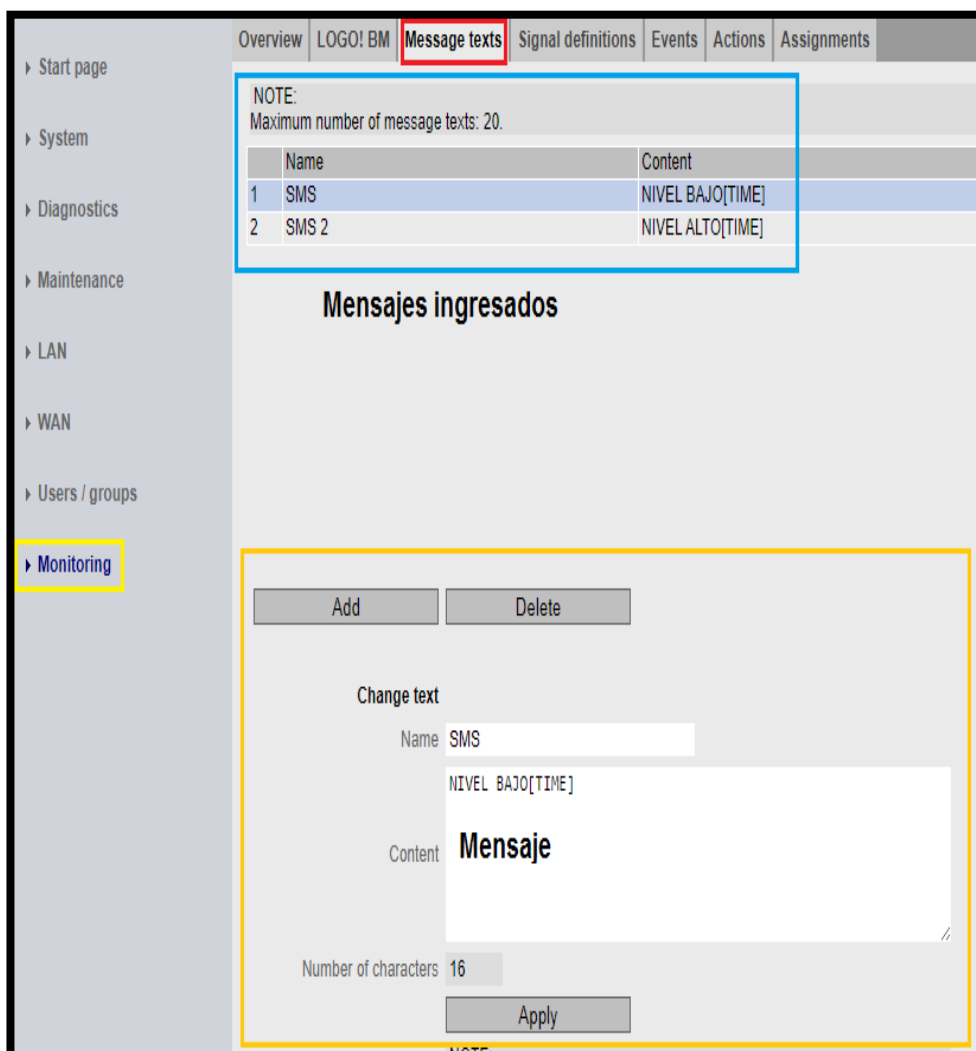 Overview LOGO! BM Message texts Signal definitions Events Actions Assignments
Start page
System
Diagnostics
Maintenance
LAN
WAN
Users / groups
Monitoring
NOTE:
Maximum number of message texts: 20.
Name Content
1 SMS NIVEL BAJO[TIME]
2 SMS 2 NIVEL ALTO[TIME]
Mensajes ingresados
Add Delete
Change text
Name SMS
NIVEL BAJO[TIME]
Content Mensaje
Number of characters 16
Apply
NOTE